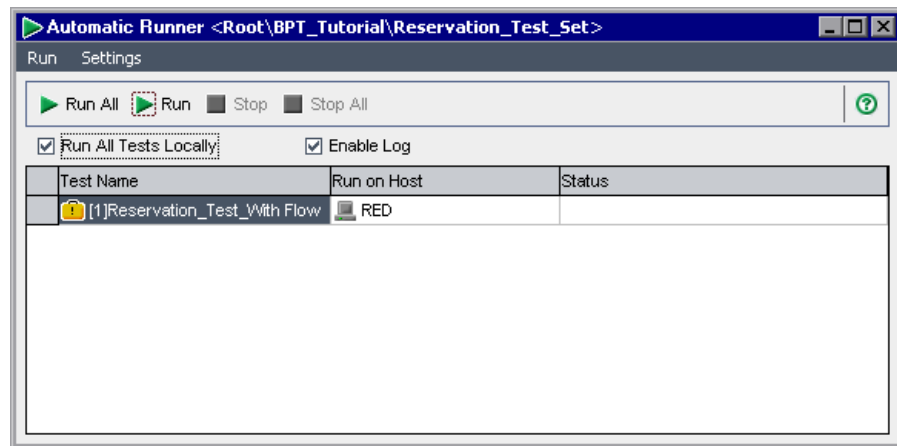 Automatic Runner <Root\BPT_Tutorial\Reservation_Test_Set>
Run Settings
Run All Run Stop Stop All
Run All Tests Locally Enable Log
Test Name Run on Host Status
[1]Reservation_Test_With Flow RED